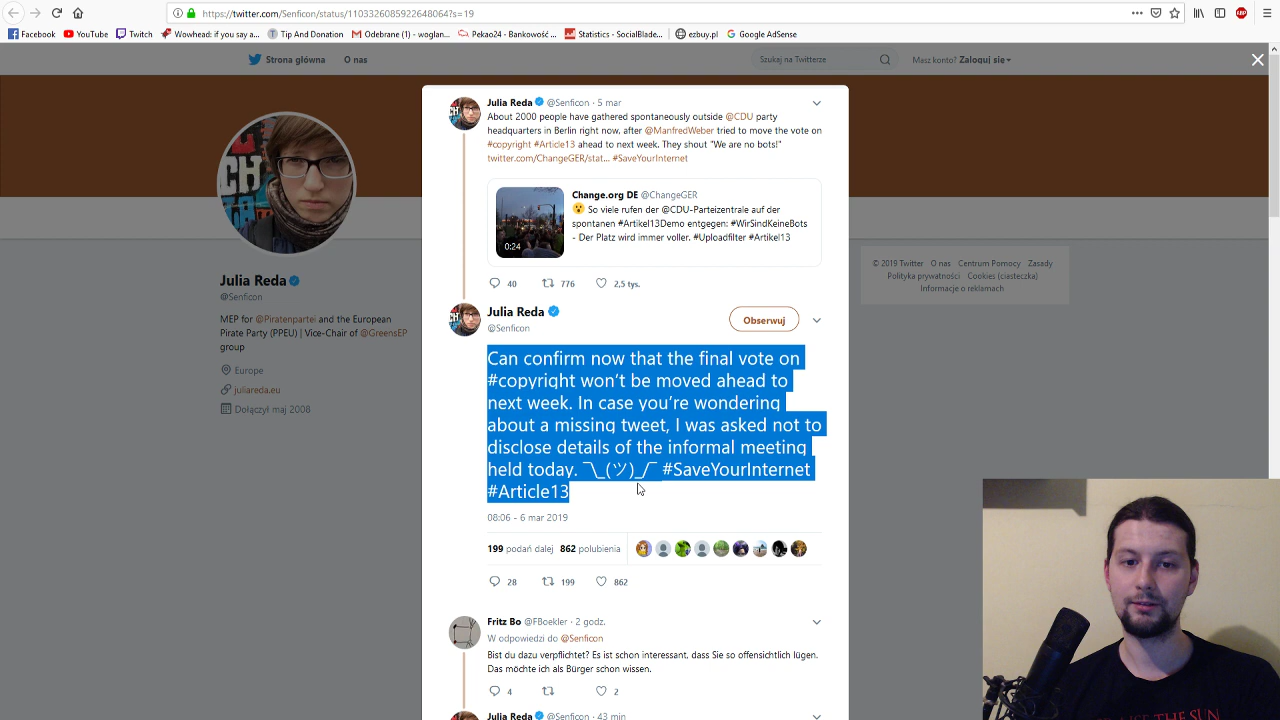 https://twitter.com/Senficon/status/1103326085922648064?s=19
Facebook YouTube Twitch Wowhead: if you say a... Tip And Donation Odebrane (1) - woglan... Pekao24 - Bankowość ... Statistics - SocialBlade... ezbuy.pl Google AdSense
Strona główna O nas Szukaj na Twitterze Masz konto? Zaloguj się
Julia Reda
@Senficon
MEP for @Piratenpartei and the European
Pirate Party (PPEU) | Vice-Chair of @GreensEP
group
Europe
juliareda.eu
Dołączył maj 2008
Julia Reda @Senficon · 5 mar
About 2000 people have gathered spontaneously outside @CDU party
headquarters in Berlin right now, after @ManfredWeber tried to move the vote on
#copyright #Article13 ahead to next week. They shout "We are no bots!"
twitter.com/ChangeGER/stat... #SaveYourInternet
Change.org DE @ChangeGER
😮 So viele rufen der @CDU-Parteizentrale auf der
spontanen #Artikel13Demo entgegen: #WirSindKeineBots
- Der Platz wird immer voller. #Uploadfilter #Artikel13
0:24
40 776 2,5 tys.
Julia Reda
@Senficon
Obserwuj
Can confirm now that the final vote on
#copyright won't be moved ahead to
next week. In case you're wondering
about a missing tweet, I was asked not to
disclose details of the informal meeting
held today. ¯\_(ツ)_/¯ #SaveYourInternet
#Article13
08:06 - 6 mar 2019
199 podań dalej 862 polubienia
28 199 862
Fritz Bo @FBoekler · 2 godz.
W odpowiedzi do @Senficon
Bist du dazu verpflichtet? Es ist schon interessant, dass Sie so offensichtlich lügen.
Das möchte ich als Bürger schon wissen.
4 2
Julia Reda @Senficon · 43 min
© 2019 Twitter O nas Centrum Pomocy Zasady
Polityka prywatności Cookies (ciasteczka)
Informacje o reklamach